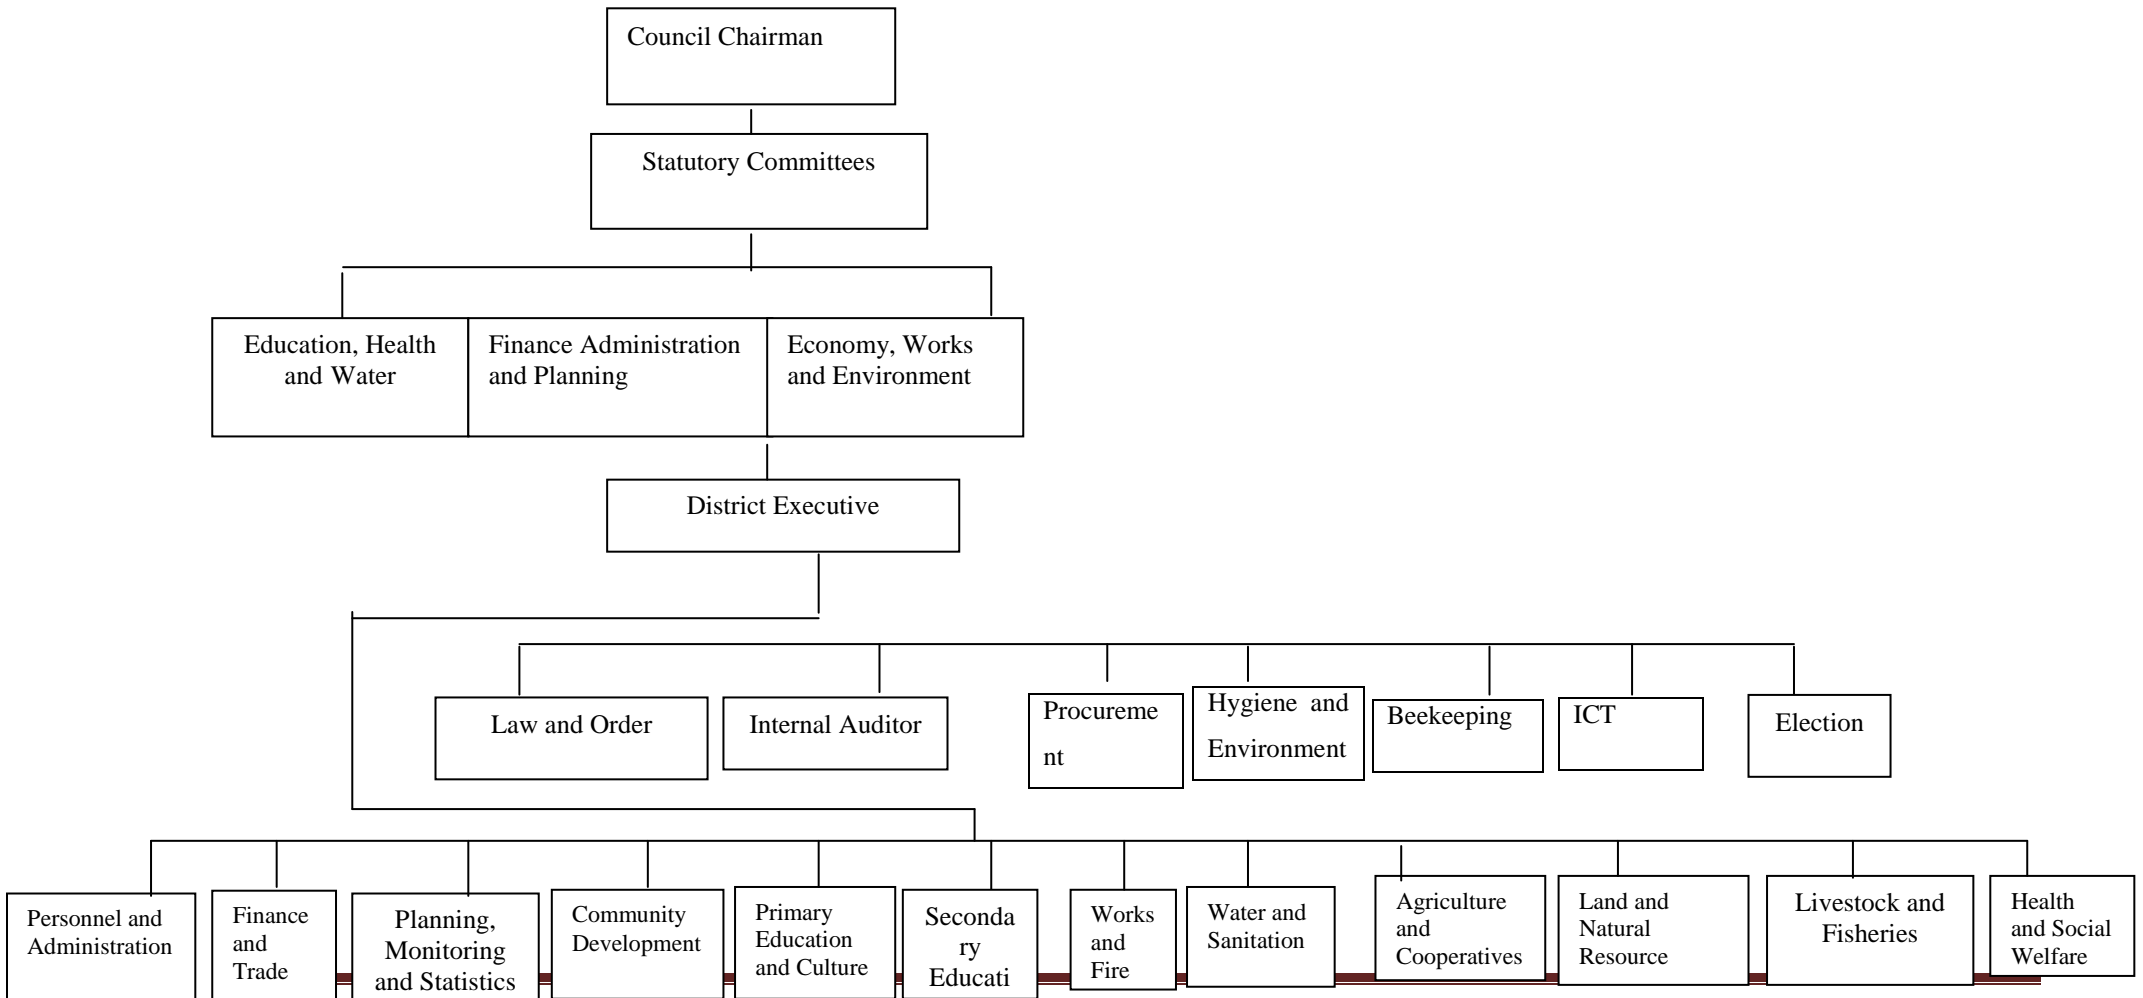 Council Chairman
Statutory Committees
Education, Health
and Water
Finance Administration
and Planning
Economy, Works
and Environment
District Executive
Law and Order
Internal Auditor
Procureme
nt
Hygiene and
Environment
Beekeeping
ICT
Election
Personnel and
Administration
Finance
and
Trade
Planning,
Monitoring
and Statistics
Community
Development
Primary
Education
and Culture
Seconda
ry
Educati
Works
and
Fire
Water and
Sanitation
Agriculture
and
Cooperatives
Land and
Natural
Resource
Livestock and
Fisheries
Health
and Social
Welfare